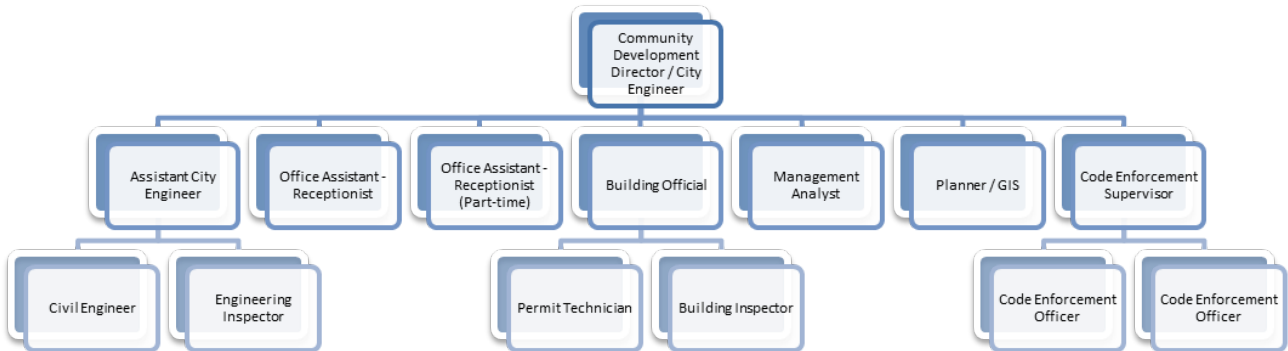 Community
Development
Director / City
Engineer
Assistant City
Engineer
Office Assistant -
Receptionist
Office Assistant -
Receptionist
(Part-time)
Building Official
Management
Analyst
Planner / GIS
Code Enforcement
Supervisor
Civil Engineer
Engineering
Inspector
Permit Technician
Building Inspector
Code Enforcement
Officer
Code Enforcement
Officer